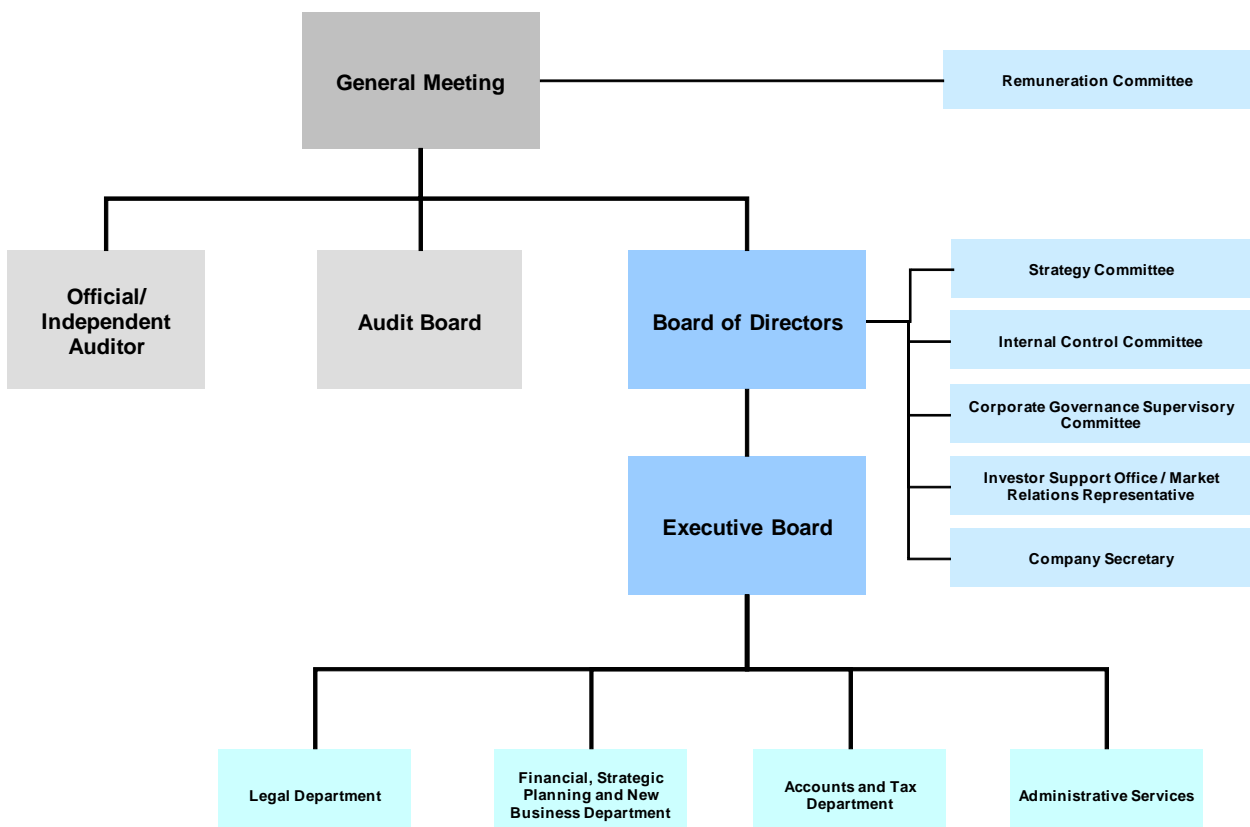 General Meeting
Remuneration Committee
Official/
Independent
Auditor
Audit Board
Board of Directors
Strategy Committee
Internal Control Committee
Corporate Governance Supervisory
Committee
Investor Support Office / Market
Relations Representative
Company Secretary
Executive Board
Legal Department
Financial, Strategic
Planning and New
Business Department
Accounts and Tax
Department
Administrative Services